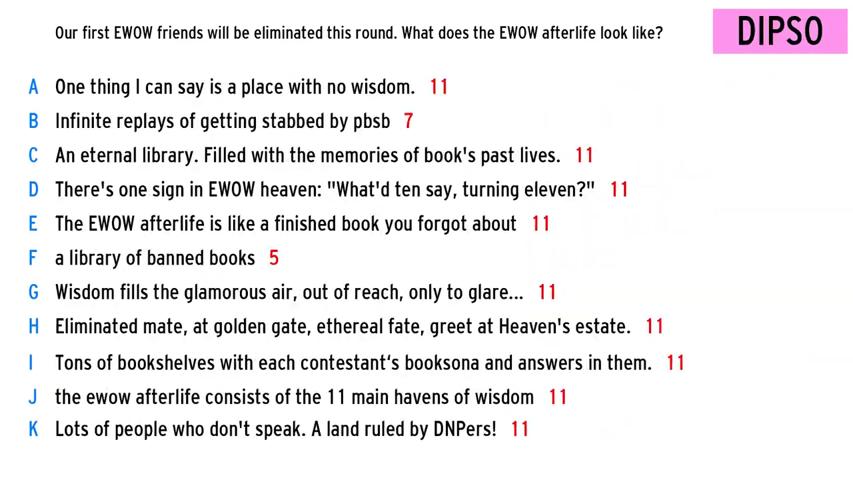 Our first EWOW friends will be eliminated this round. What does the EWOW afterlife look like?
DIPSO
A One thing I can say is a place with no wisdom. 11
B Infinite replays of getting stabbed by pbsb 7
C An eternal library. Filled with the memories of book's past lives. 11
D There's one sign in EWOW heaven: "What'd ten say, turning eleven?" 11
E The EWOW afterlife is like a finished book you forgot about 11
F a library of banned books 5
G Wisdom fills the glamorous air, out of reach, only to glare... 11
H Eliminated mate, at golden gate, ethereal fate, greet at Heaven's estate. 11
I Tons of bookshelves with each contestant‘s booksona and answers in them. 11
J the ewow afterlife consists of the 11 main havens of wisdom 11
K Lots of people who don't speak. A land ruled by DNPers! 11